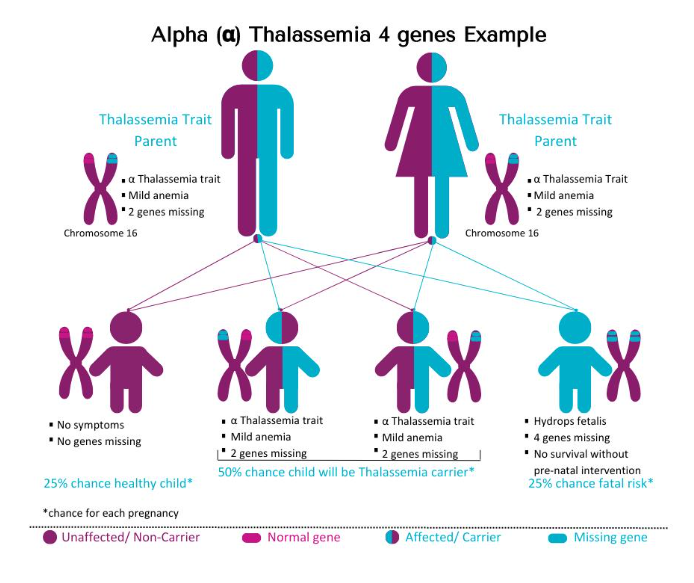 Alpha (α) Thalassemia 4 genes Example
Thalassemia Trait
Parent
▪ α Thalassemia trait
▪ Mild anemia
▪ 2 genes missing
Chromosome 16
Thalassemia Trait
Parent
▪ α Thalassemia Trait
▪ Mild anemia
▪ 2 genes missing
Chromosome 16
▪ No symptoms
▪ No genes missing
25% chance healthy child*
▪ α Thalassemia trait
▪ Mild anemia
▪ 2 genes missing
▪ α Thalassemia trait
▪ Mild anemia
▪ 2 genes missing
50% chance child will be Thalassemia carrier*
▪ Hydrops fetalis
▪ 4 genes missing
▪ No survival without
pre-natal intervention
25% chance fatal risk*
*chance for each pregnancy
Unaffected/ Non-Carrier
Normal gene
Affected/ Carrier
Missing gene